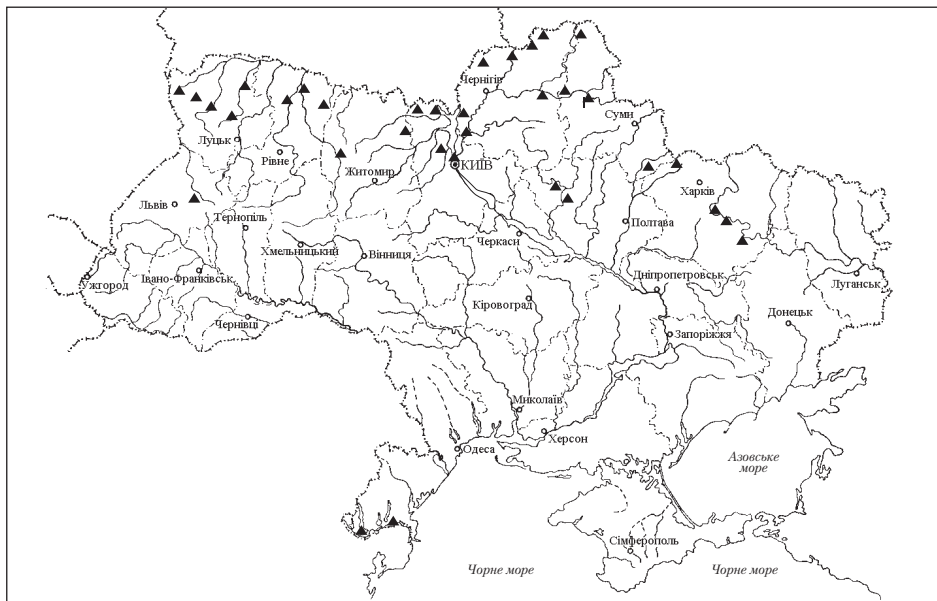 Чернігів
Суми
Луцьк
Рівне
КИЇВ
Житомир
Харків
Львів
Тернопіль
Полтава
Хмельницький
Вінниця
Черкаси
Івано-Франківськ
Ужгород
Дніпропетровськ
Луганськ
Кіровоград
Чернівці
Донецьк
Запоріжжя
Миколаїв
Херсон
Одеса
Азовське
море
Сімферополь
Чорне море
Чорне море